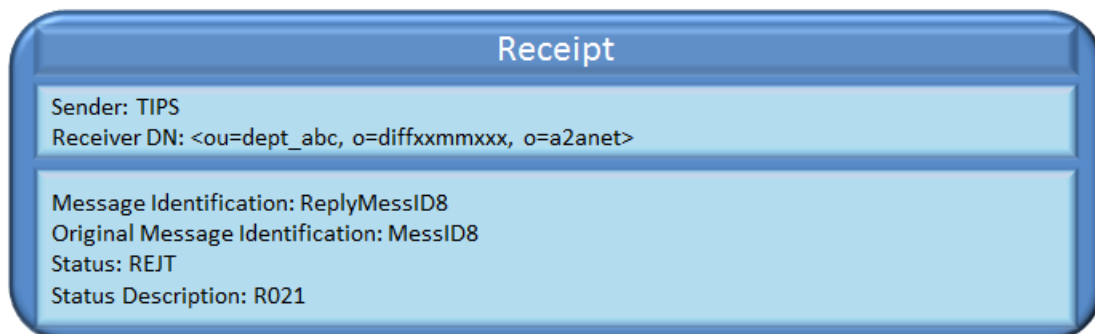 Receipt
Sender: TIPS
Receiver DN: <ou=dept_abc, o=diffxxmmxxx, o=a2anet>
Message Identification: ReplyMessID8
Original Message Identification: MessID8
Status: REJT
Status Description: R021